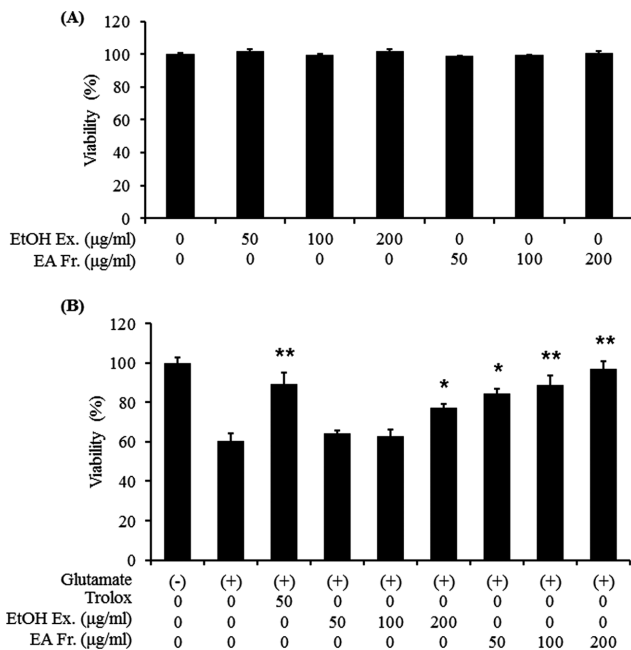 (A)
120
100
80
60
40
20
0
Viability (%)
EtOH Ex. (μg/ml) 0 50 100 200 0 0 0
EA Fr. (μg/ml) 0 0 0 0 50 100 200
(B)
120
100
80
60
40
20
0
Viability (%)
** * * ** **
Glutamate (-) (+) (+) (+) (+) (+) (+) (+) (+)
Trolox 0 0 50 0 0 0 0 0 0
EtOH Ex. (μg/ml) 0 0 0 50 100 200 0 0 0
EA Fr. (μg/ml) 0 0 0 0 0 0 50 100 200